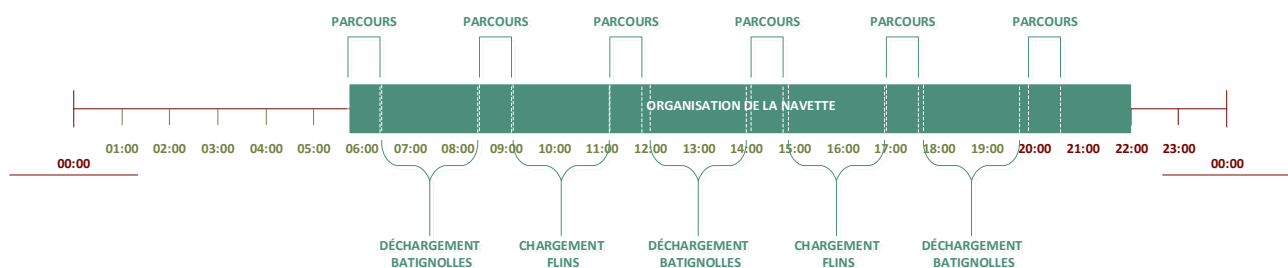 PARCOURS PARCOURS PARCOURS PARCOURS PARCOURS PARCOURS
ORGANISATION DE LA NAVETTE
01:00 02:00 03:00 04:00 05:00 06:00 07:00 08:00 09:00 10:00 11:00 12:00 13:00 14:00 15:00 16:00 17:00 18:00 19:00 20:00 21:00 22:00 23:00
00:00 00:00
DÉCHARGEMENT CHARGEMENT DÉCHARGEMENT CHARGEMENT DÉCHARGEMENT
BATIGNOLLES FLINS BATIGNOLLES FLINS BATIGNOLLES